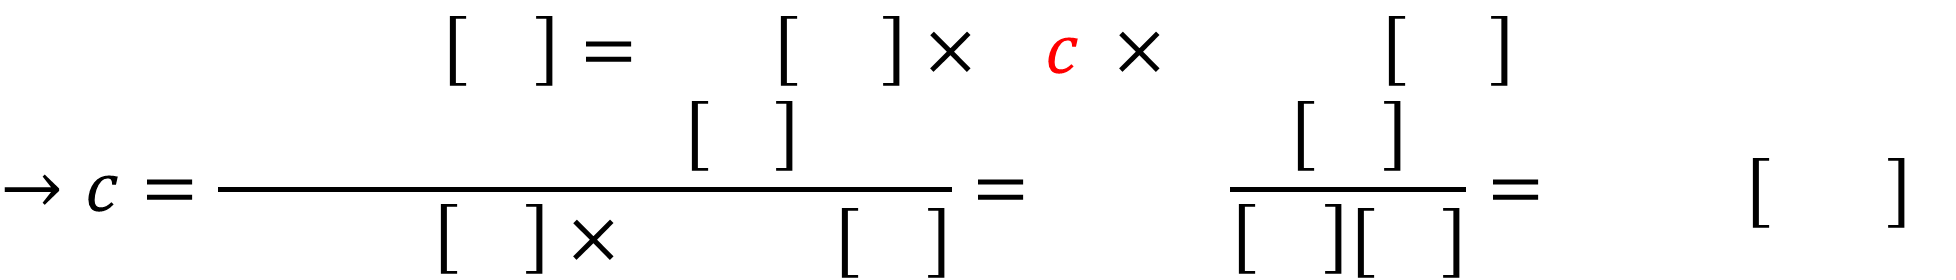 [ ] = [ ] × c × [ ]
→ c = [ ] / [ ] × [ ] = [ ] / [ ][ ] = [ ]